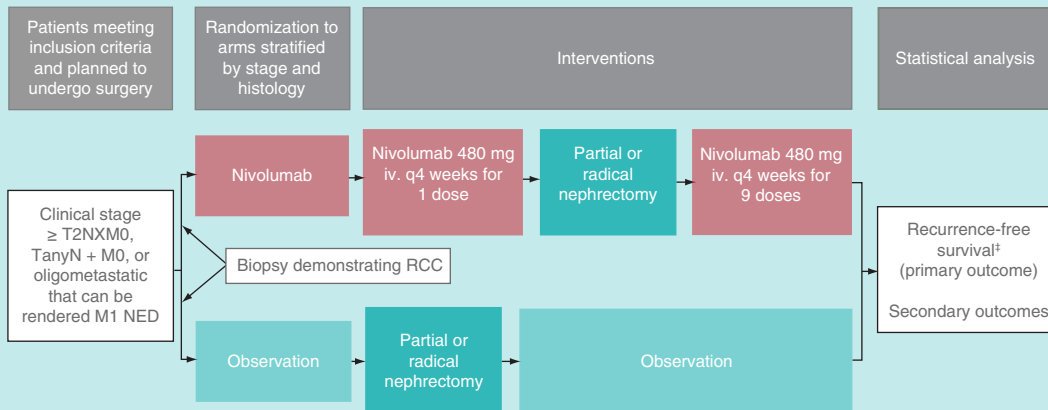 Patients meeting
inclusion criteria
and planned to
undergo surgery
Randomization to
arms stratified
by stage and
histology
Interventions
Statistical analysis
Nivolumab
Nivolumab 480 mg
iv. q4 weeks for
1 dose
Partial or
radical
nephrectomy
Nivolumab 480 mg
iv. q4 weeks for
9 doses
Clinical stage
≥ T2NXM0,
TanyN + M0, or
oligometastatic
that can be
rendered M1 NED
Biopsy demonstrating RCC
Recurrence-free
survival‡
(primary outcome)
Secondary outcomes
Observation
Partial or
radical
nephrectomy
Observation